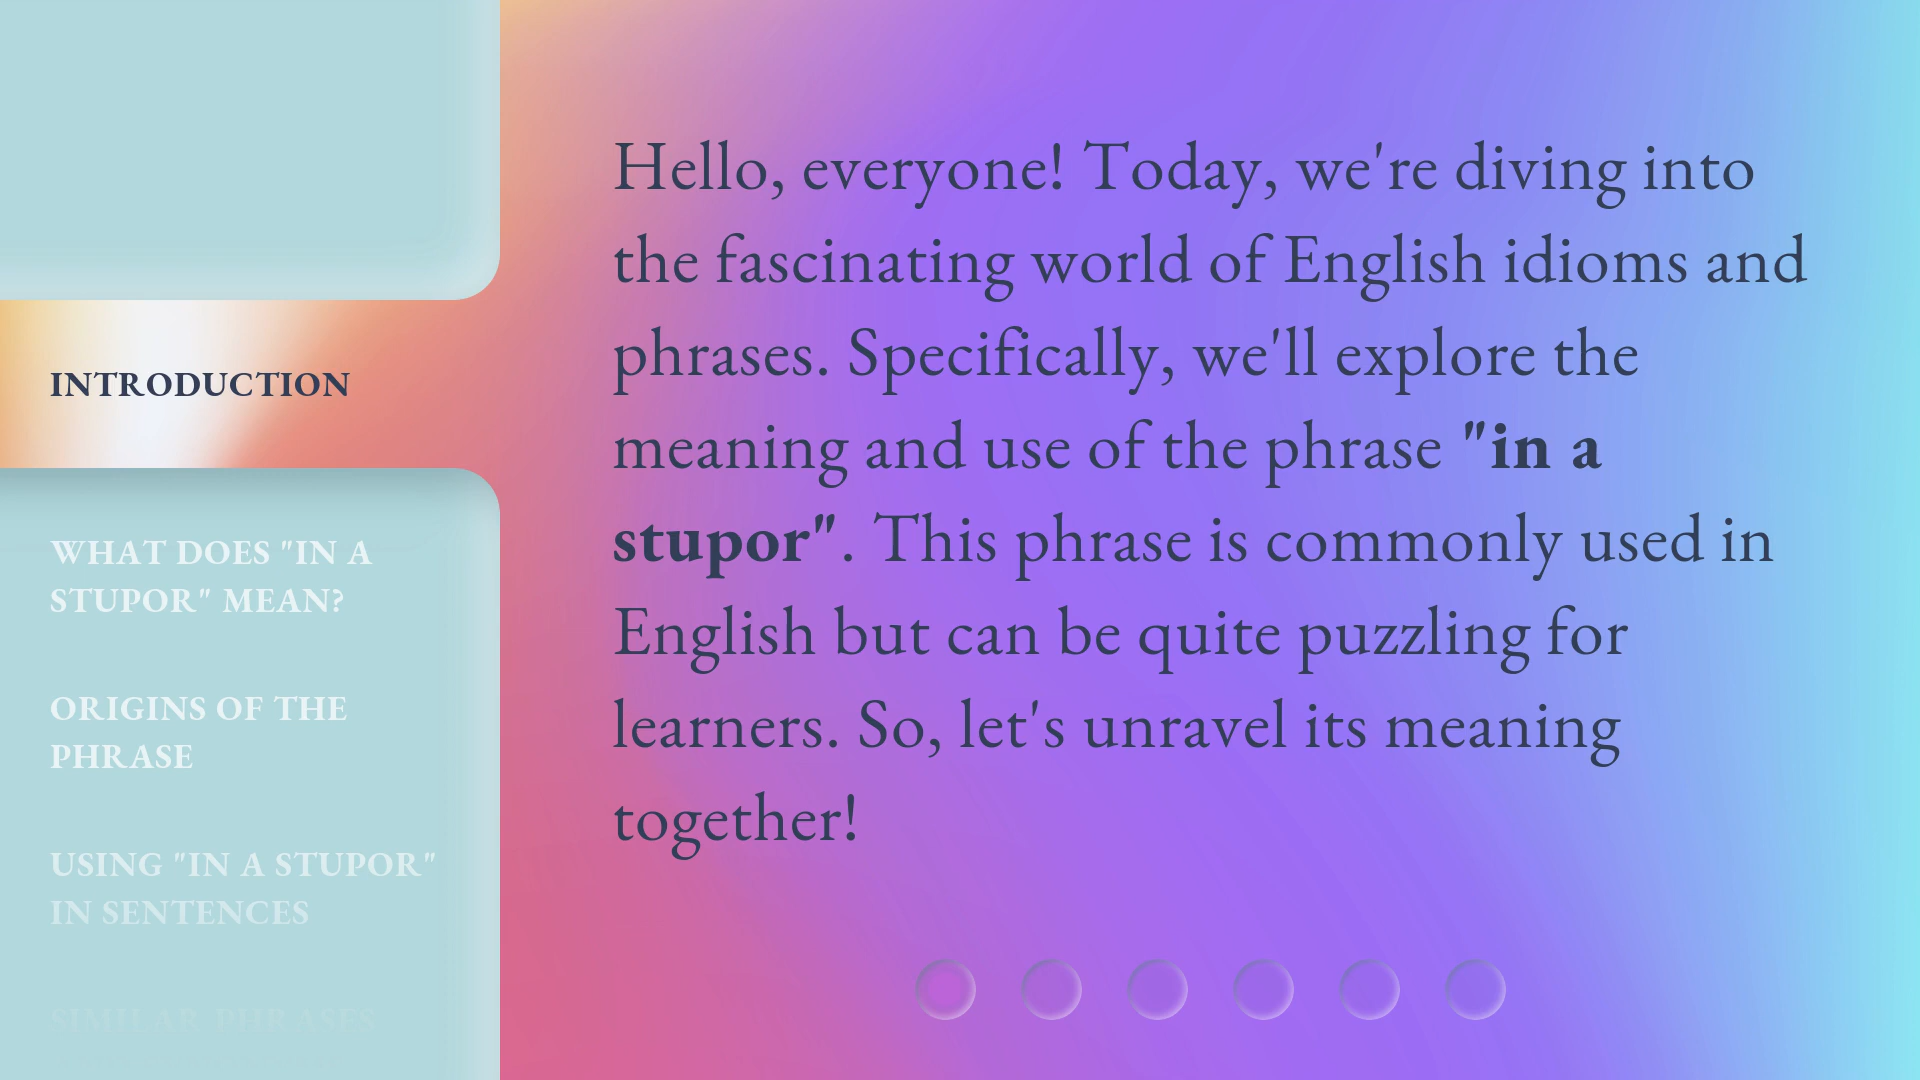 INTRODUCTION
WHAT DOES "IN A
STUPOR" MEAN?
ORIGINS OF THE
PHRASE
USING "IN A STUPOR"
IN SENTENCES
SIMILAR PHRASES
Hello, everyone! Today, we're diving into
the fascinating world of English idioms and
phrases. Specifically, we'll explore the
meaning and use of the phrase "in a
stupor". This phrase is commonly used in
English but can be quite puzzling for
learners. So, let's unravel its meaning
together!